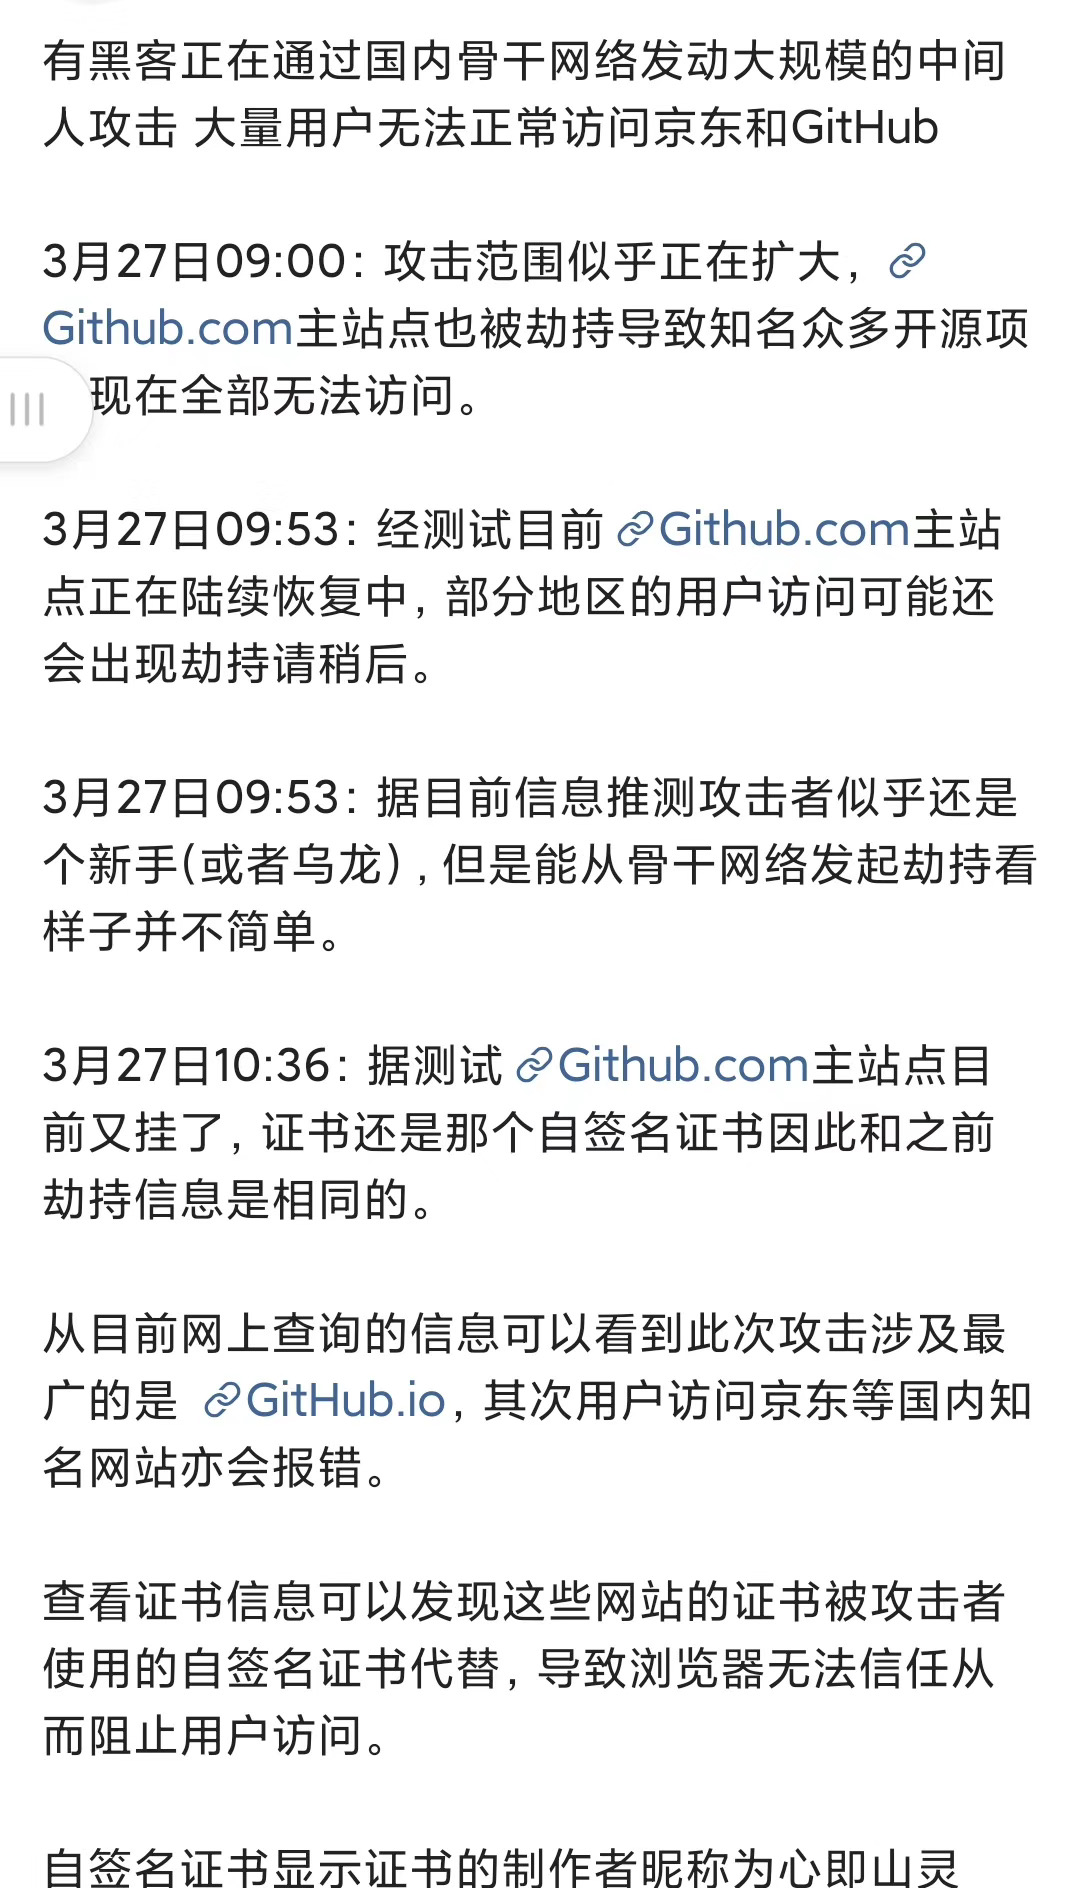 有黑客正在通过国内骨干网络发动大规模的中间
人攻击 大量用户无法正常访问京东和GitHub
3月27日09:00：攻击范围似乎正在扩大，
Github.com主站点也被劫持导致知名众多开源项
现在全部无法访问。
3月27日09:53：经测试目前 Github.com主站
点正在陆续恢复中，部分地区的用户访问可能还
会出现劫持请稍后。
3月27日09:53：据目前信息推测攻击者似乎还是
个新手(或者乌龙)，但是能从骨干网络发起劫持看
样子并不简单。
3月27日10:36：据测试 Github.com主站点目
前又挂了，证书还是那个自签名证书因此和之前
劫持信息是相同的。
从目前网上查询的信息可以看到此次攻击涉及最
广的是 GitHub.io，其次用户访问京东等国内知
名网站亦会报错。
查看证书信息可以发现这些网站的证书被攻击者
使用的自签名证书代替，导致浏览器无法信任从
而阻止用户访问。
自签名证书显示证书的制作者昵称为心即山灵